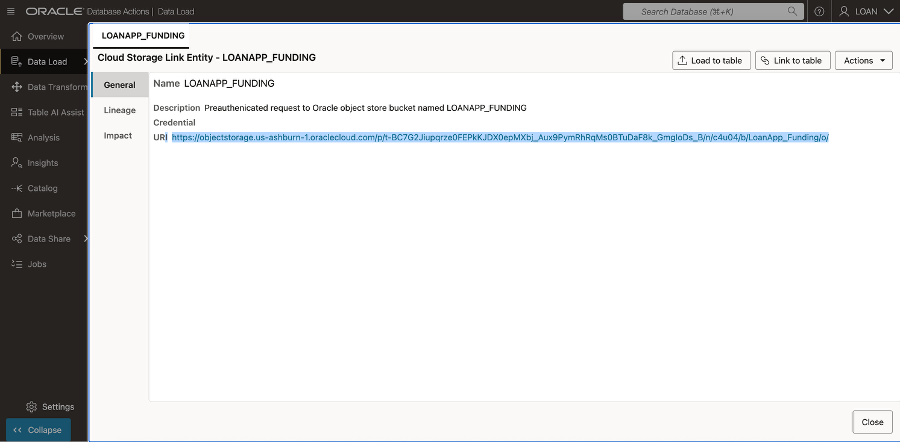 ORACLE Database Actions | Data Load
Search Database (⌘+K)
LOAN
Overview
Data Load
Data Transform
Table AI Assist
Analysis
Insights
Catalog
Marketplace
Data Share
Jobs
Settings
Collapse
LOANAPP_FUNDING
Cloud Storage Link Entity - LOANAPP_FUNDING
Load to table
Link to table
Actions
General
Lineage
Impact
Name LOANAPP_FUNDING
Description Preauthenicated request to Oracle object store bucket named LOANAPP_FUNDING
Credential
URI https://objectstorage.us-ashburn-1.oraclecloud.com/p/t-BC7G2Jiupqrze0FEPkKJDX0epMXbj_Aux9PymRhRqMs0BTuDaF8k_GmgIoDs_B/n/c4u04/b/LoanApp_Funding/o/
Close